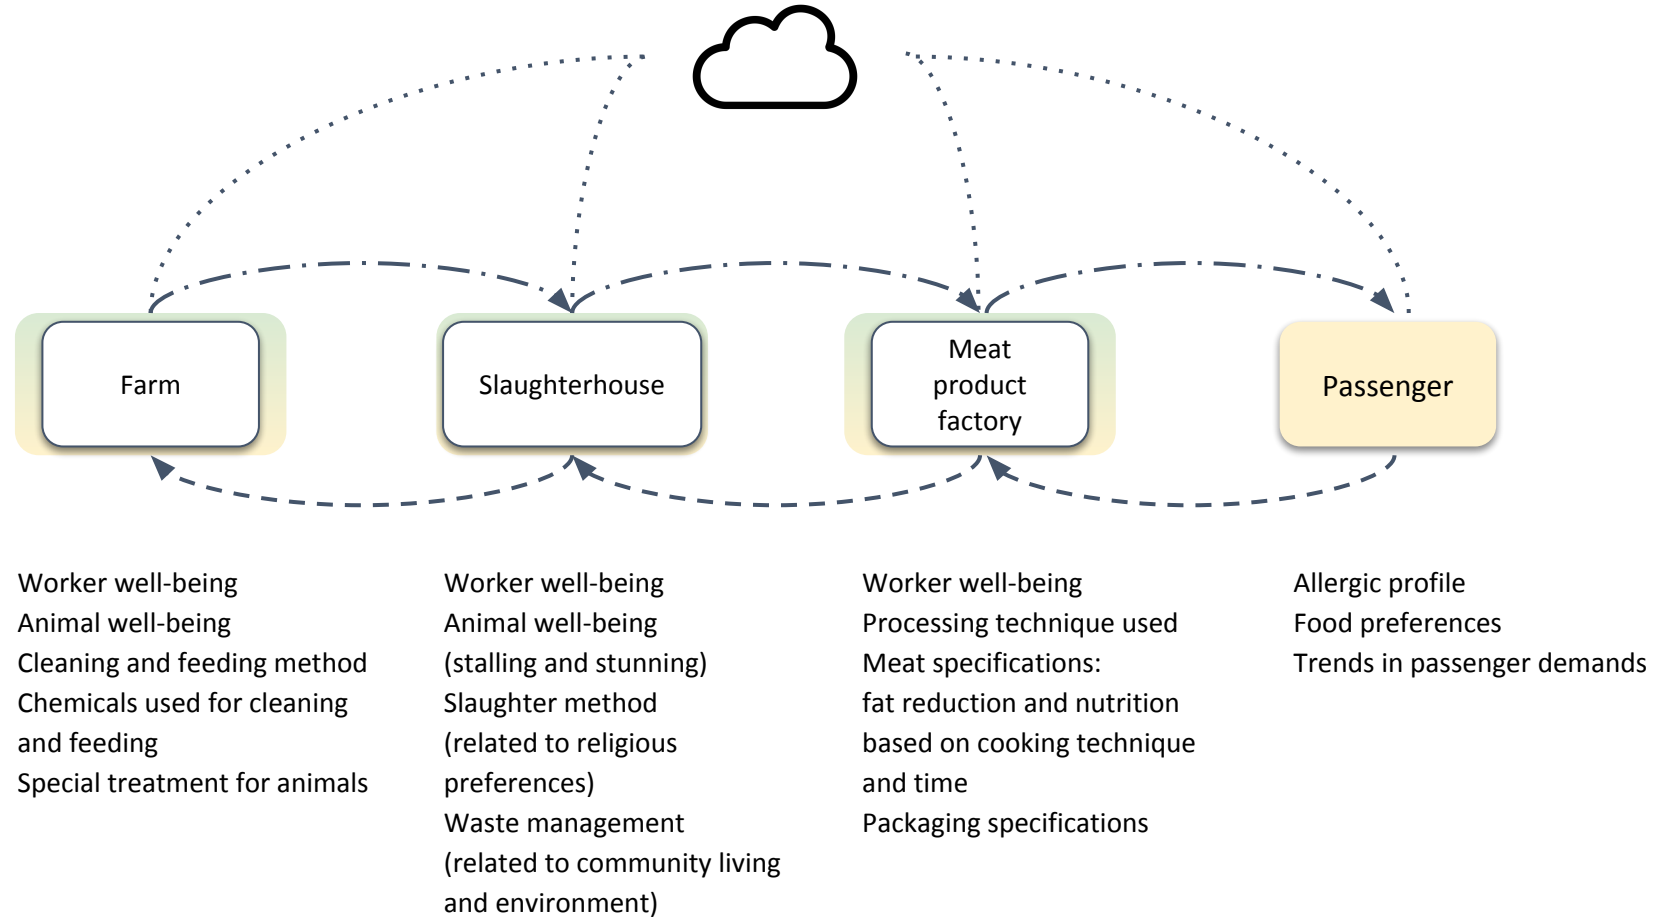 Farm
Slaughterhouse
Meat
product
factory
Passenger
Worker well-being
Animal well-being
Cleaning and feeding method
Chemicals used for cleaning
and feeding
Special treatment for animals
Worker well-being
Animal well-being
(stalling and stunning)
Slaughter method
(related to religious
preferences)
Waste management
(related to community living
and environment)
Worker well-being
Processing technique used
Meat specifications:
fat reduction and nutrition
based on cooking technique
and time
Packaging specifications
Allergic profile
Food preferences
Trends in passenger demands